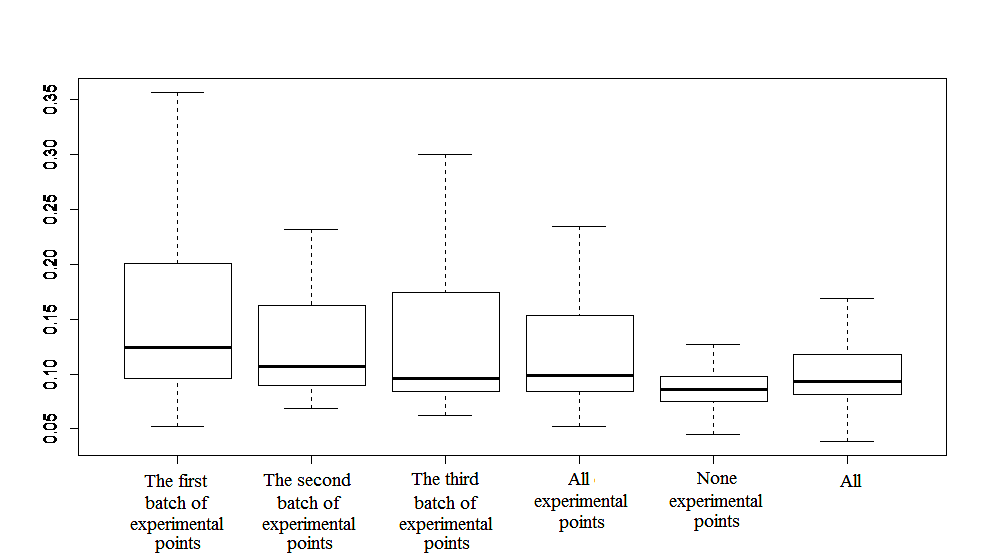 0.35
0.30
0.25
0.20
0.15
0.10
0.05
The first
batch of
experimental
points
The second
batch of
experimental
points
The third
batch of
experimental
points
All
experimental
points
None
experimental
points
All